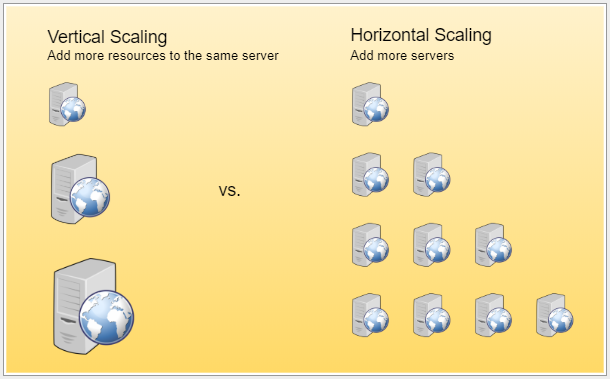 Vertical Scaling
Add more resources to the same server
vs.
Horizontal Scaling
Add more servers